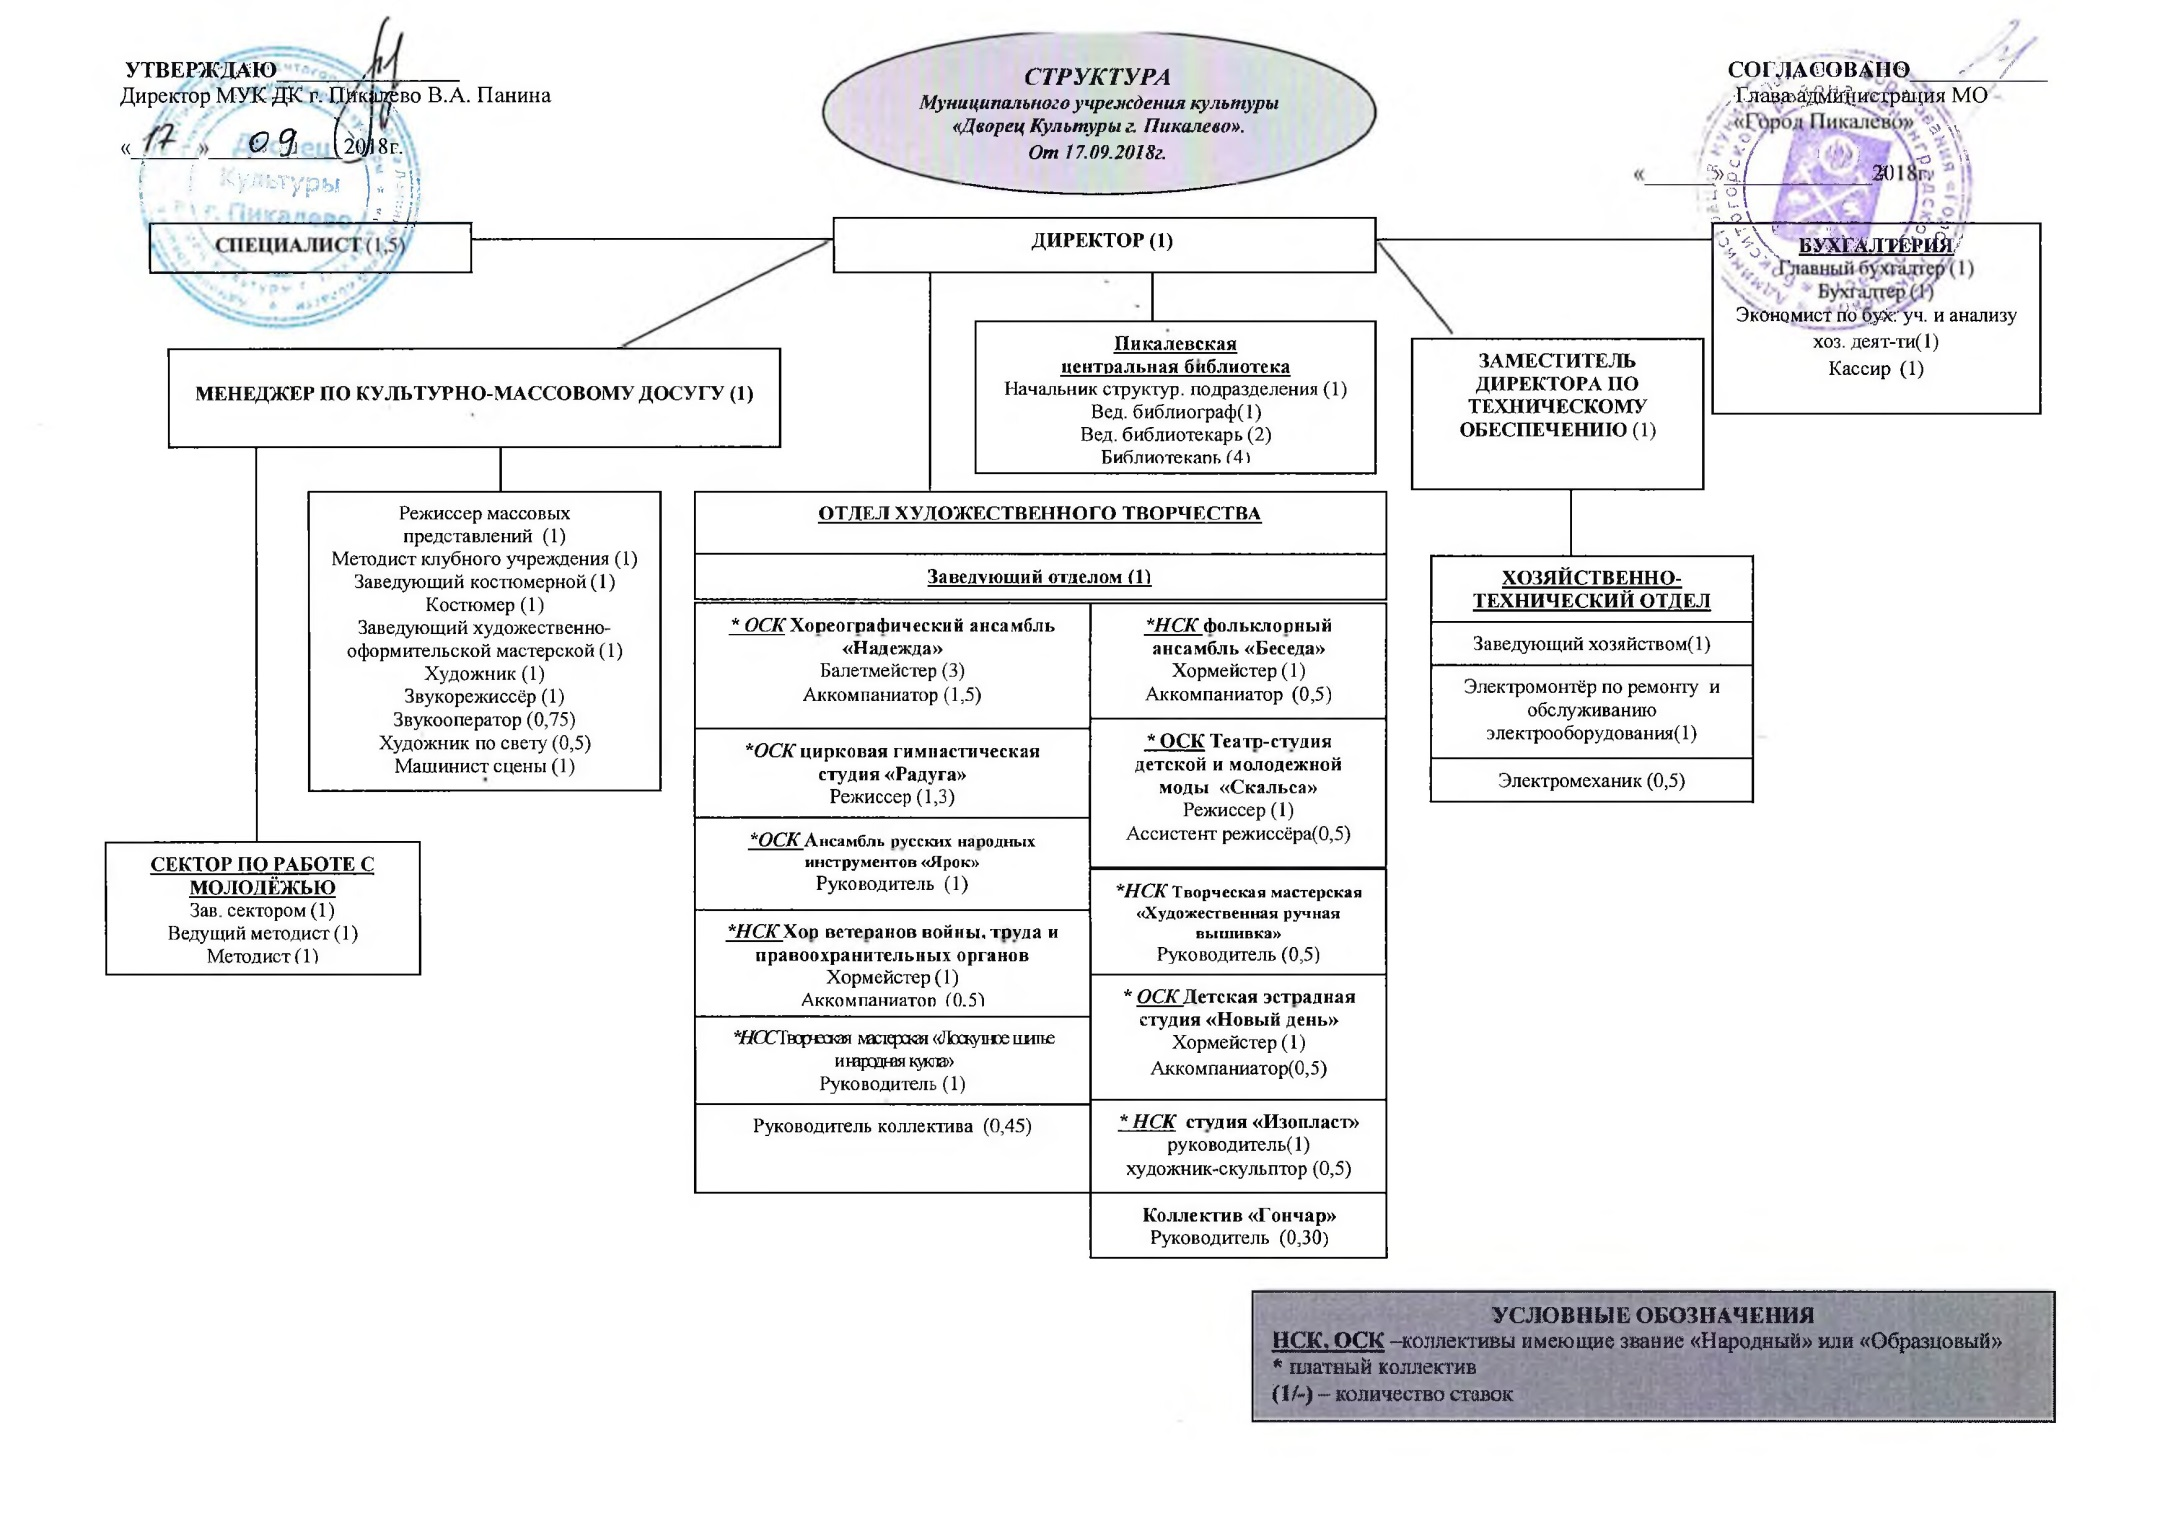 УТВЕРЖДАЮ
Директор МУК ДК г. Пикалево В.А. Панина
«17» 09 2018г.
Дворец
Культуры
г. Пикалево
СТРУКТУРА
Муниципального учреждения культуры
«Дворец Культуры г. Пикалево».
От 17.09.2018г.
СОГЛАСОВАНО
Глава администрация МО
«Город Пикалево»
«   »   2018г.
СПЕЦИАЛИСТ (1,5)
ДИРЕКТОР (1)
БУХГАЛТЕРИЯ
Главный бухгалтер (1)
Бухгалтер (1)
Экономист по бух. уч. и анализу
хоз. деят-ти(1)
Кассир (1)
МЕНЕДЖЕР ПО КУЛЬТУРНО-МАССОВОМУ ДОСУГУ (1)
Пикалевская
центральная библиотека
Начальник структур. подразделения (1)
Вед. библиограф(1)
Вед. библиотекарь (2)
Библиотекарь (4)
ЗАМЕСТИТЕЛЬ
ДИРЕКТОРА ПО
ТЕХНИЧЕСКОМУ
ОБЕСПЕЧЕНИЮ (1)
Режиссер массовых
представлений (1)
Методист клубного учреждения (1)
Заведующий костюмерной (1)
Костюмер (1)
Заведующий художественно-
оформительской мастерской (1)
Художник (1)
Звукорежиссёр (1)
Звукооператор (0,75)
Художник по свету (0,5)
Машинист сцены (1)
СЕКТОР ПО РАБОТЕ С
МОЛОДЁЖЬЮ
Зав. сектором (1)
Ведущий методист (1)
Методист (1)
ОТДЕЛ ХУДОЖЕСТВЕННОГО ТВОРЧЕСТВА
Заведующий отделом (1)
* ОСК Хореографический ансамбль
«Надежда»
Балетмейстер (3)
Аккомпаниатор (1,5)
*ОСК цирковая гимнастическая
студия «Радуга»
Режиссер (1,3)
*ОСК Ансамбль русских народных
инструментов «Ярок»
Руководитель (1)
*НСК Хор ветеранов войны, труда и
правоохранительных органов
Хормейстер (1)
Аккомпаниатор (0,5)
*НССТворческая мастерская «Лоскутное шитье
и народная кукла»
Руководитель (1)
Руководитель коллектива (0,45)
*НСК фольклорный
ансамбль «Беседа»
Хормейстер (1)
Аккомпаниатор (0,5)
* ОСК Театр-студия
детской и молодежной
моды «Скальса»
Режиссер (1)
Ассистент режиссёра(0,5)
*НСК Творческая мастерская
«Художественная ручная
вышивка»
Руководитель (0,5)
* ОСК Детская эстрадная
студия «Новый день»
Хормейстер (1)
Аккомпаниатор(0,5)
* НСК студия «Изопласт»
руководитель(1)
художник-скульптор (0,5)
Коллектив «Гончар»
Руководитель (0,30)
ХОЗЯЙСТВЕННО-
ТЕХНИЧЕСКИЙ ОТДЕЛ
Заведующий хозяйством(1)
Электромонтёр по ремонту и
обслуживанию
электрооборудования(1)
Электромеханик (0,5)
УСЛОВНЫЕ ОБОЗНАЧЕНИЯ
НСК, ОСК –коллективы имеющие звание «Народный» или «Образцовый»
* платный коллектив
(1/-) – количество ставок